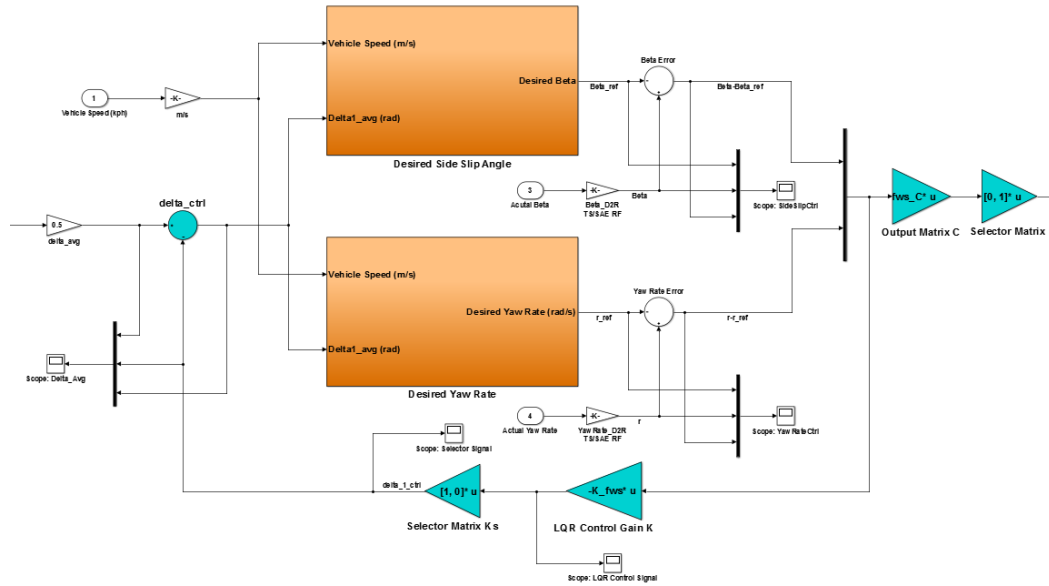 Vehicle Speed (m/s)
Desired Beta
Delta1_avg (rad)
Desired Side Slip Angle
Beta_ref
Beta Error
Beta-Beta_ref
1
Vehicle Speed (kph)
-K-
m/s
3
Acutal Beta
-K-
Beta_D2R
TS/SAE RF
Beta
Scope: SideSlipCtrl
fws_C* u
Output Matrix C
[0, 1]* u
Selector Matrix
0.5
delta_avg
delta_ctrl
Vehicle Speed (m/s)
Desired Yaw Rate (rad/s)
Delta1_avg (rad)
Desired Yaw Rate
r_ref
Yaw Rate Error
r-r_ref
Scope: Delta_Avg
4
Actual Yaw Rate
-K-
Yaw Rate_D2R
TS/SAE RF
r
Scope: YawRateCtrl
Scope: Selector Signal
delta_1_ctrl
[1, 0]* u
Selector Matrix Ks
-K_fws* u
LQR Control Gain K
Scope: LQR Control Signal